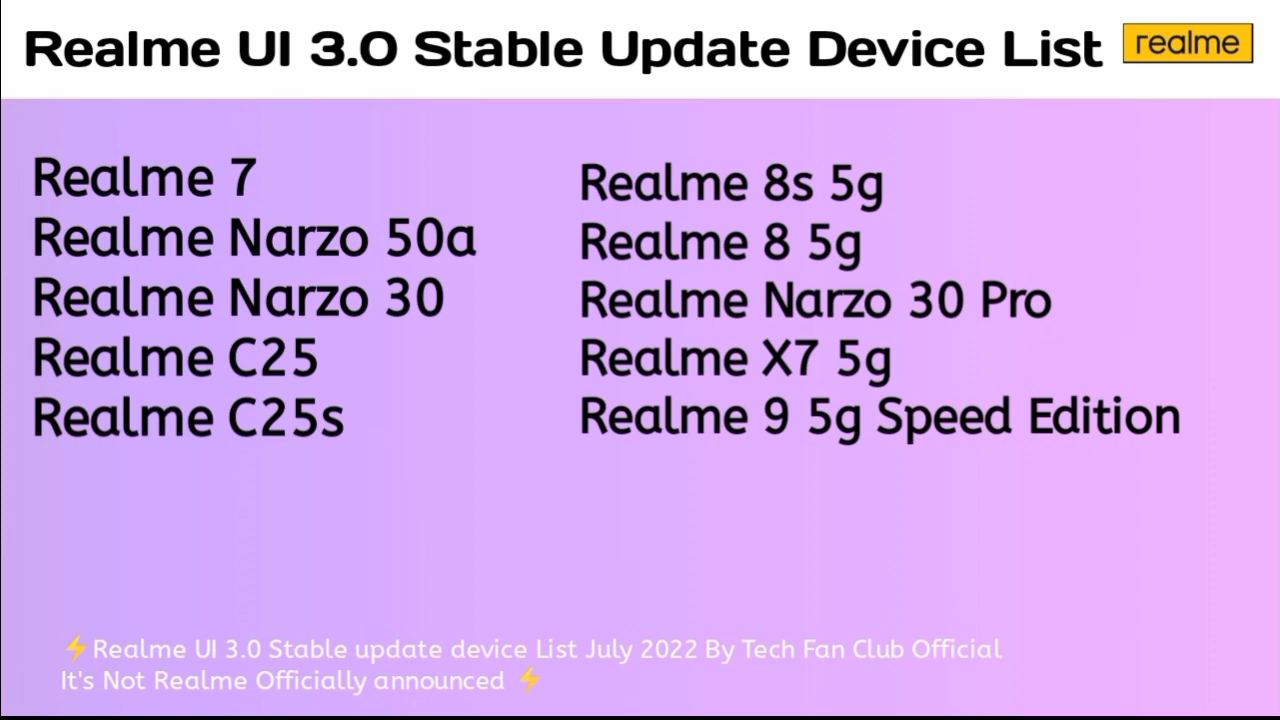 Realme UI 3.0 Stable Update Device List
realme
Realme 7
Realme Narzo 50a
Realme Narzo 30
Realme C25
Realme C25s
Realme 8s 5g
Realme 8 5g
Realme Narzo 30 Pro
Realme X7 5g
Realme 9 5g Speed Edition
⚡Realme UI 3.0 Stable update device List July 2022 By Tech Fan Club Official
It's Not Realme Officially announced ⚡